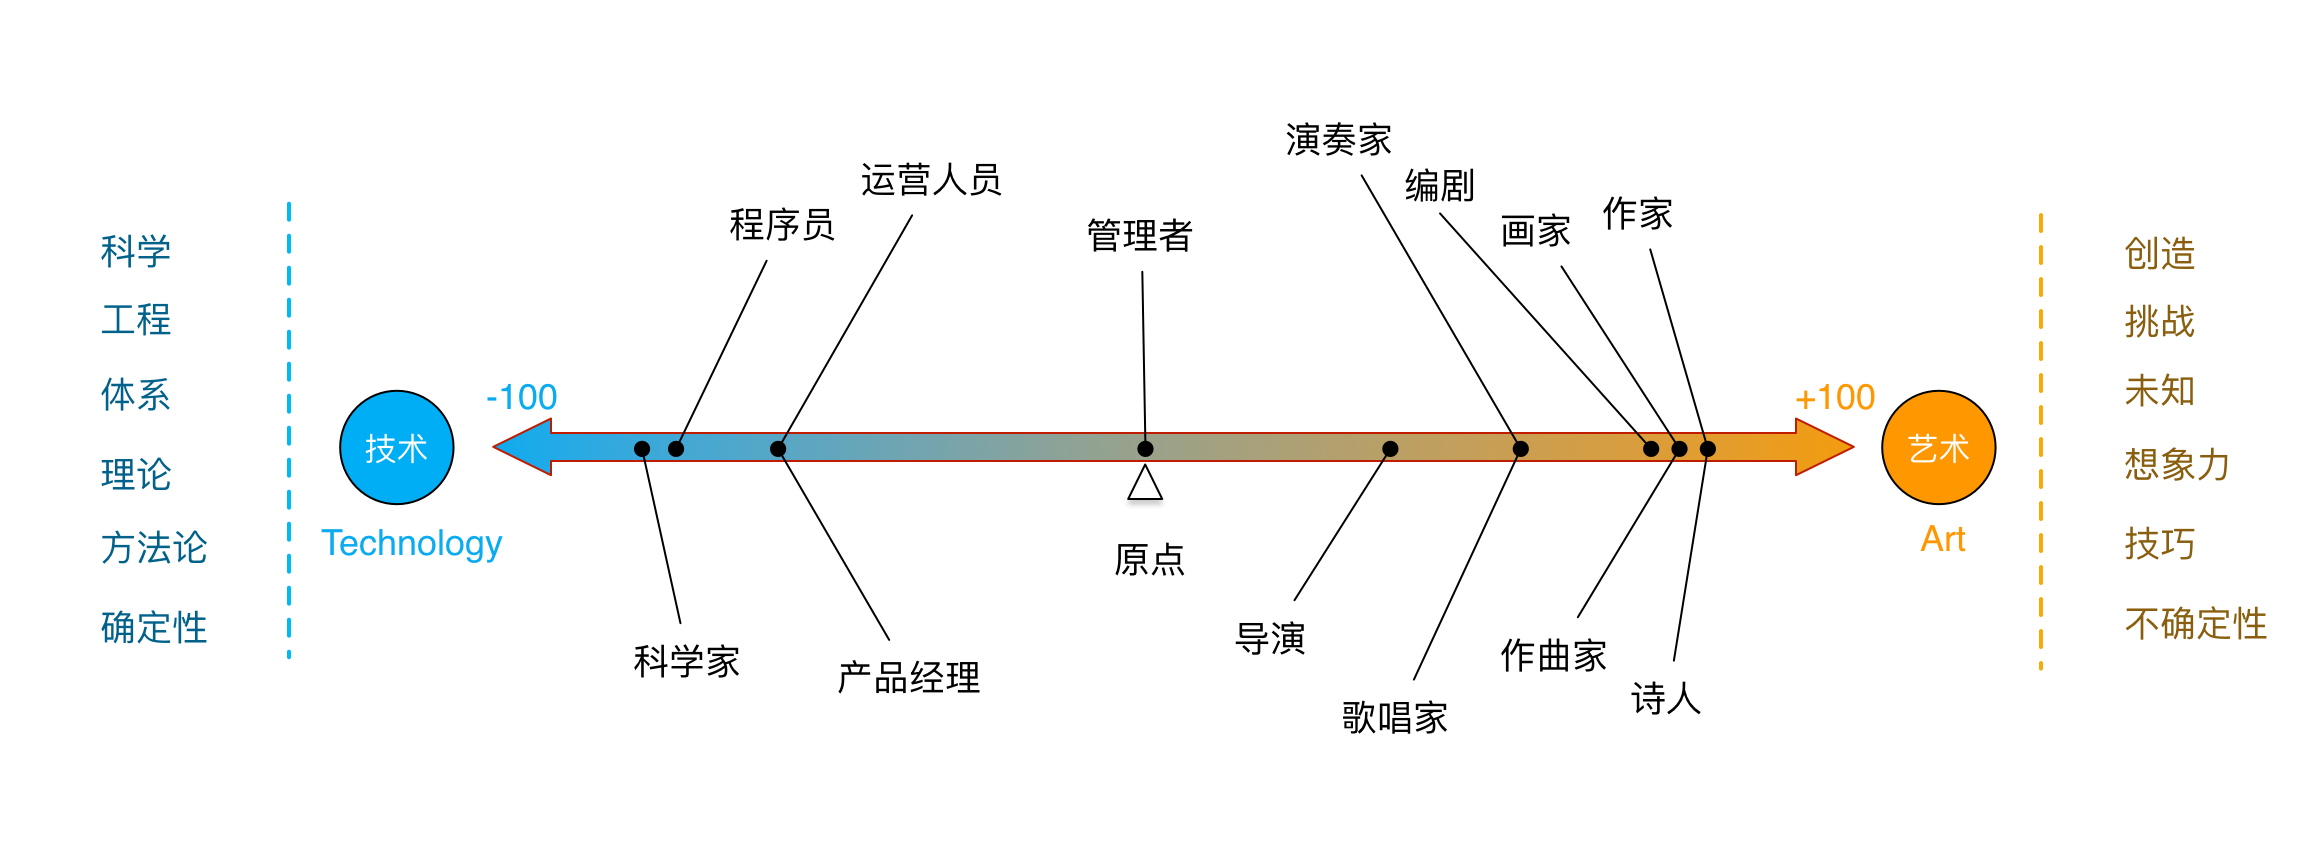 科学
工程
体系
理论
方法论
确定性
技术
Technology
-100
程序员
运营人员
科学家
产品经理
管理者
原点
演奏家
编剧
画家
作家
导演
歌唱家
作曲家
诗人
+100
艺术
Art
创造
挑战
未知
想象力
技巧
不确定性